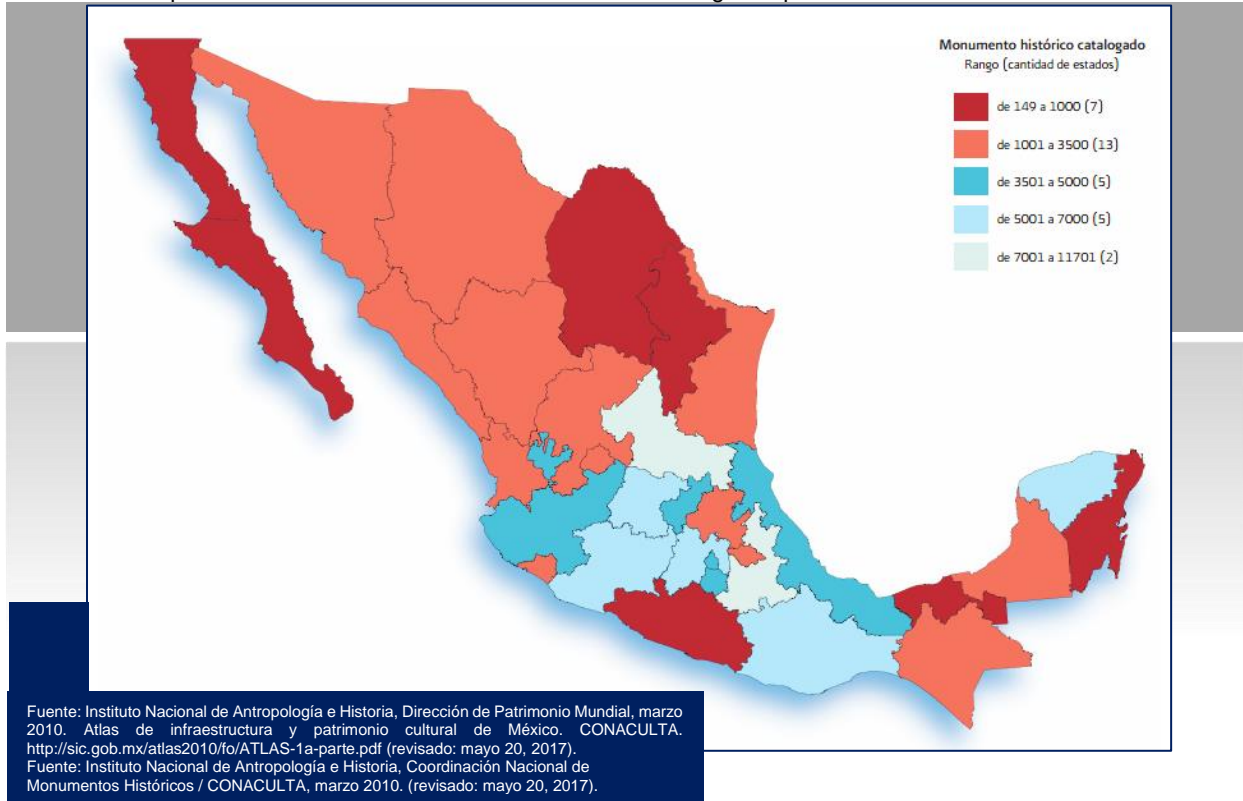 Monumento histórico catalogado
Rango (cantidad de estados)
de 149 a 1000 (7)
de 1001 a 3500 (13)
de 3501 a 5000 (5)
de 5001 a 7000 (5)
de 7001 a 11701 (2)
Fuente: Instituto Nacional de Antropología e Historia, Dirección de Patrimonio Mundial, marzo
2010. Atlas de infraestructura y patrimonio cultural de México. CONACULTA.
http://sic.gob.mx/atlas2010/fo/ATLAS-1a-parte.pdf (revisado: mayo 20, 2017).
Fuente: Instituto Nacional de Antropología e Historia, Coordinación Nacional de
Monumentos Históricos / CONACULTA, marzo 2010. (revisado: mayo 20, 2017).